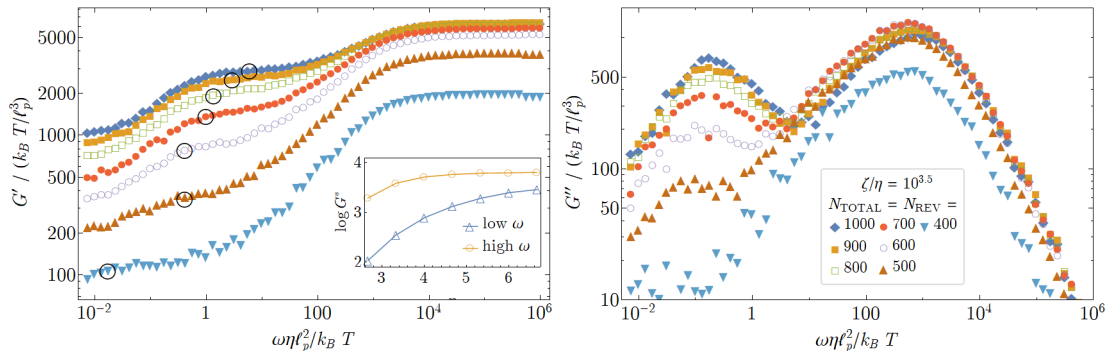 G″ / (k_B T/ℓ_p^3)
5000
2000
1000
500
200
100
10^−2
1
100
10^4
10^6
ωηℓ_p^2/k_B T
log G*
4
3
2
3
4
5
6
low ω
high ω
G″ / (k_B T/ℓ_p^3)
500
100
50
10
10^−2
1
100
10^4
10^6
ωηℓ_p^2/k_B T
ζ/η = 10^3.5
N_TOTAL = N_REV =
1000 700 400
900 600
800 500